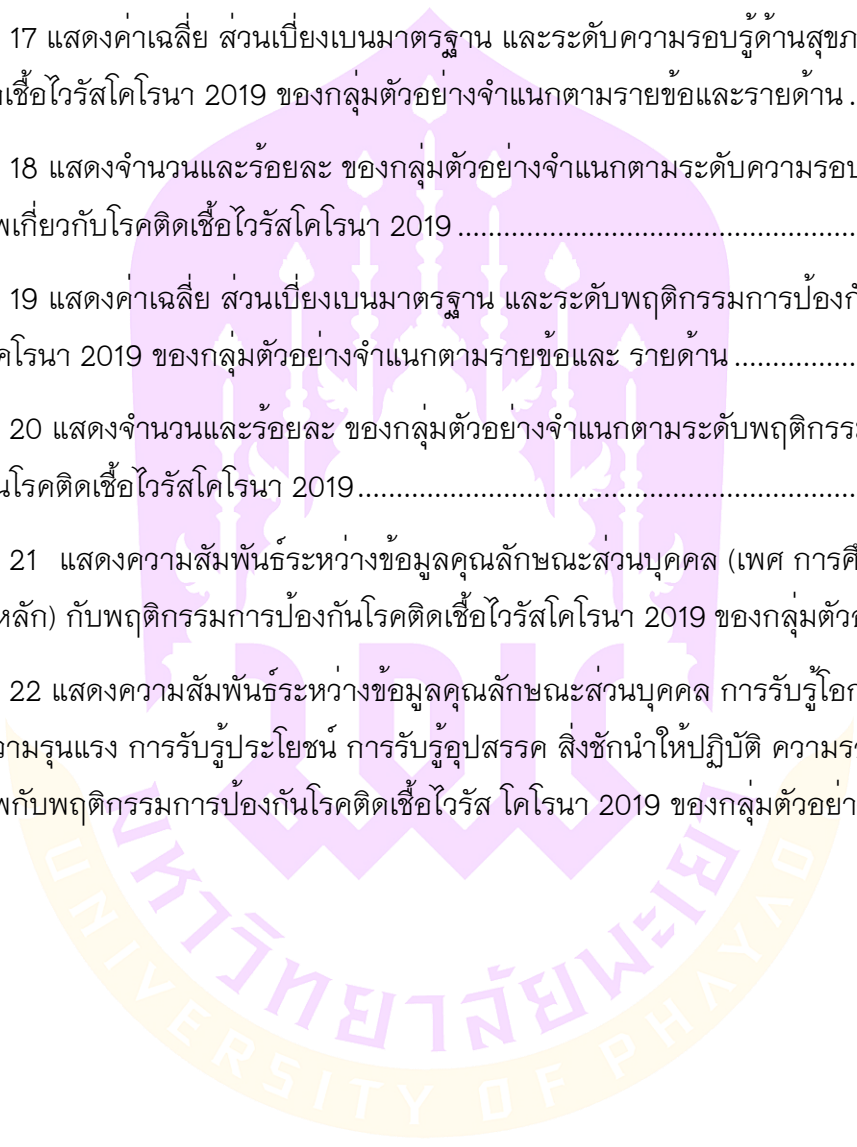 17 แสดงค่าเฉลี่ย ส่วนเบี่ยงเบนมาตรฐาน และระดับความรอบรู้ด้านสุข
เชื้อไวรัสโคโรนา 2019 ของกลุ่มตัวอย่างจำแนกตามรายข้อและรายด้าน .
18 แสดงจำนวนและร้อยละ ของกลุ่มตัวอย่างจำแนกตามระดับความรอบ
พเกี่ยวกับโรคติดเชื้อไวรัสโคโรนา 2019 ....................................................
19 แสดงค่าเฉลี่ย ส่วนเบี่ยงเบนมาตรฐาน และระดับพฤติกรรมการป้องกั
คโรนา 2019 ของกลุ่มตัวอย่างจำแนกตามรายข้อและ รายด้าน ................
20 แสดงจำนวนและร้อยละ ของกลุ่มตัวอย่างจำแนกตามระดับพฤติกรร
นโรคติดเชื้อไวรัสโคโรนา 2019 .................................................................
21 แสดงความสัมพันธ์ระหว่างข้อมูลคุณลักษณะส่วนบุคคล (เพศ การศึ
หลัก) กับพฤติกรรมการป้องกันโรคติดเชื้อไวรัสโคโรนา 2019 ของกลุ่มตัวอ
22 แสดงความสัมพันธ์ระหว่างข้อมูลคุณลักษณะส่วนบุคคล การรับรู้โอก
วามรุนแรง การรับรู้ประโยชน์ การรับรู้อุปสรรค สิ่งชักนำให้ปฏิบัติ ความร
พกับพฤติกรรมการป้องกันโรคติดเชื้อไวรัส โคโรนา 2019 ของกลุ่มตัวอย่า
มหาวิทยาลัยพะเยา
UNIVERSITY OF PHAYAO